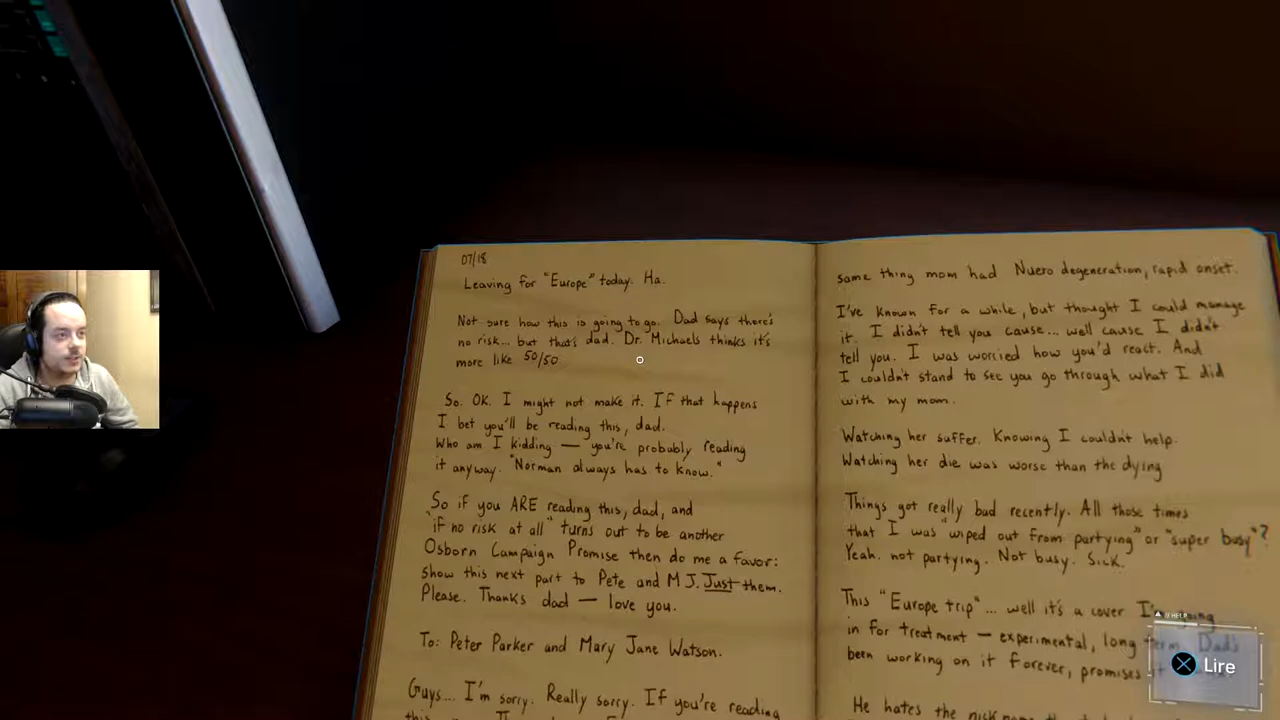 07/18
Leaving for "Europe" today. Ha.
Not sure how this is going to go. Dad says there's
no risk... but that's dad. Dr. Michaels thinks it's
more like 50/50
So. OK. I might not make it. If that happens
I bet you'll be reading this, dad.
Who am I kidding — you're probably reading
it anyway. "Norman always has to know."
So if you ARE reading this, dad, and
"if no risk at all" turns out to be another
Osborn Campaign Promise then do me a favor:
show this next part to Pete and MJ. Just them.
Please. Thanks dad — love you.
To: Peter Parker and Mary Jane Watson.
Guys... I'm sorry. Really sorry. If you're reading
this
same thing mom had Nuero degeneration, rapid onset.
I've known for a while, but thought I could manage
it. I didn't tell you cause... well cause I didn't
tell you. I was worried how you'd react. And
I couldn't stand to see you go through what I did
with my mom.
Watching her suffer. Knowing I couldn't help.
Watching her die was worse than the dying
Things got really bad recently. All those times
that I was "wiped out from partying" or "super busy"?
Yeah. not partying. Not busy. Sick.
This "Europe trip"... well it's a cover I'm going
in for treatment — experimental, long term. Dad's
been working on it forever, promises it
He hates the nick name
Lire